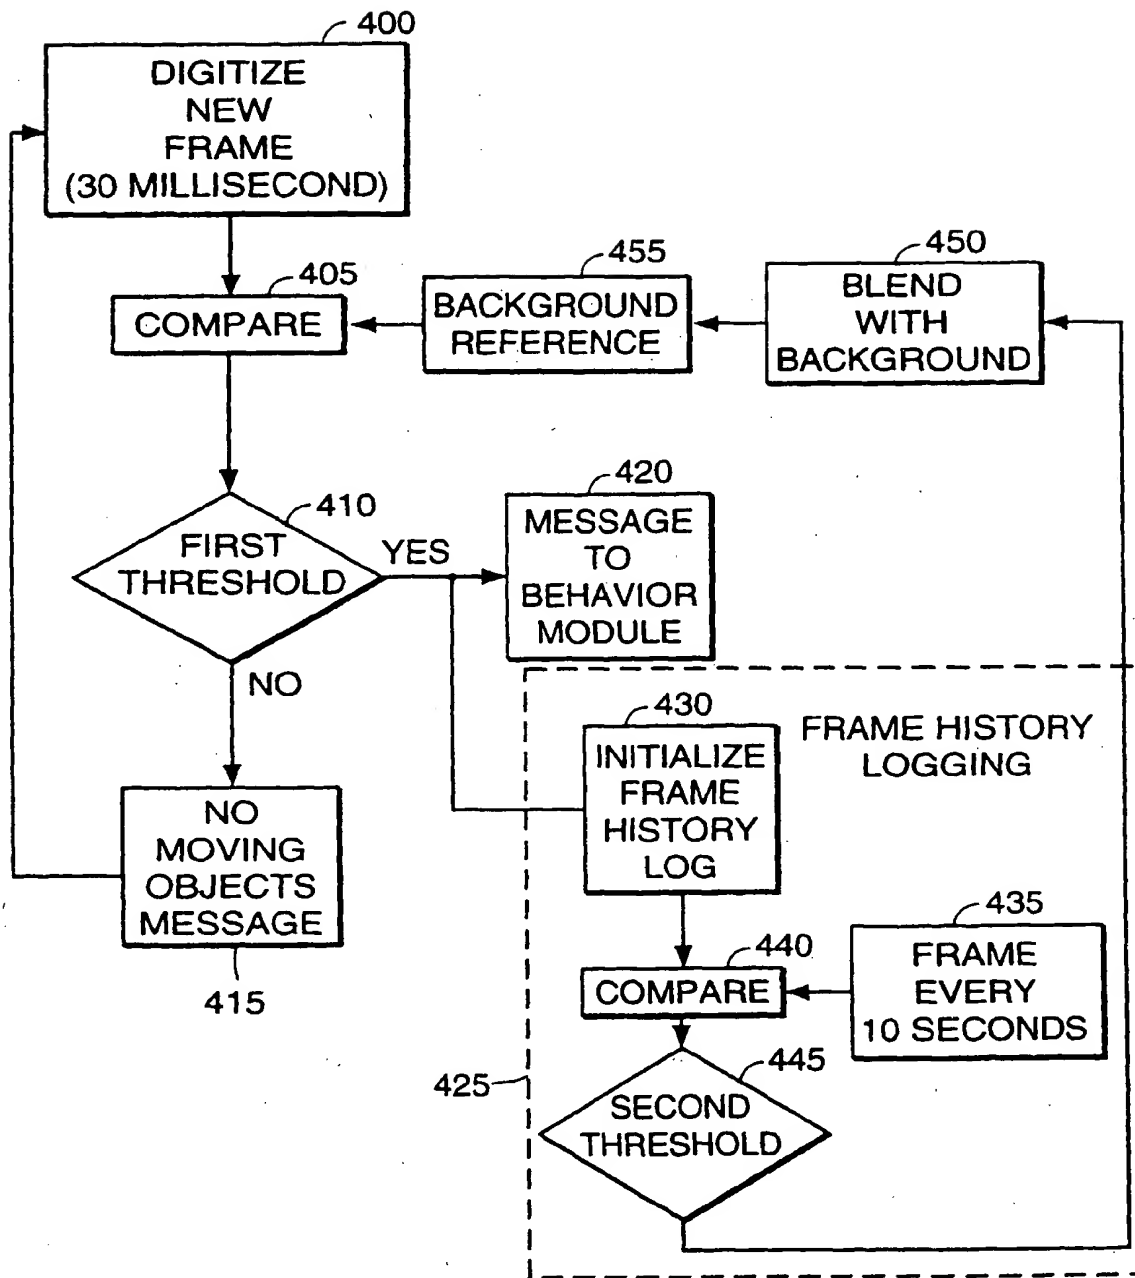 400
DIGITIZE
NEW
FRAME
(30 MILLISECOND)
405
COMPARE
455
BACKGROUND
REFERENCE
450
BLEND
WITH
BACKGROUND
410
FIRST
THRESHOLD
YES
NO
420
MESSAGE
TO
BEHAVIOR
MODULE
NO
MOVING
OBJECTS
MESSAGE
415
430
INITIALIZE
FRAME
HISTORY
LOG
FRAME HISTORY
LOGGING
435
FRAME
EVERY
10 SECONDS
440
COMPARE
445
SECOND
THRESHOLD
425